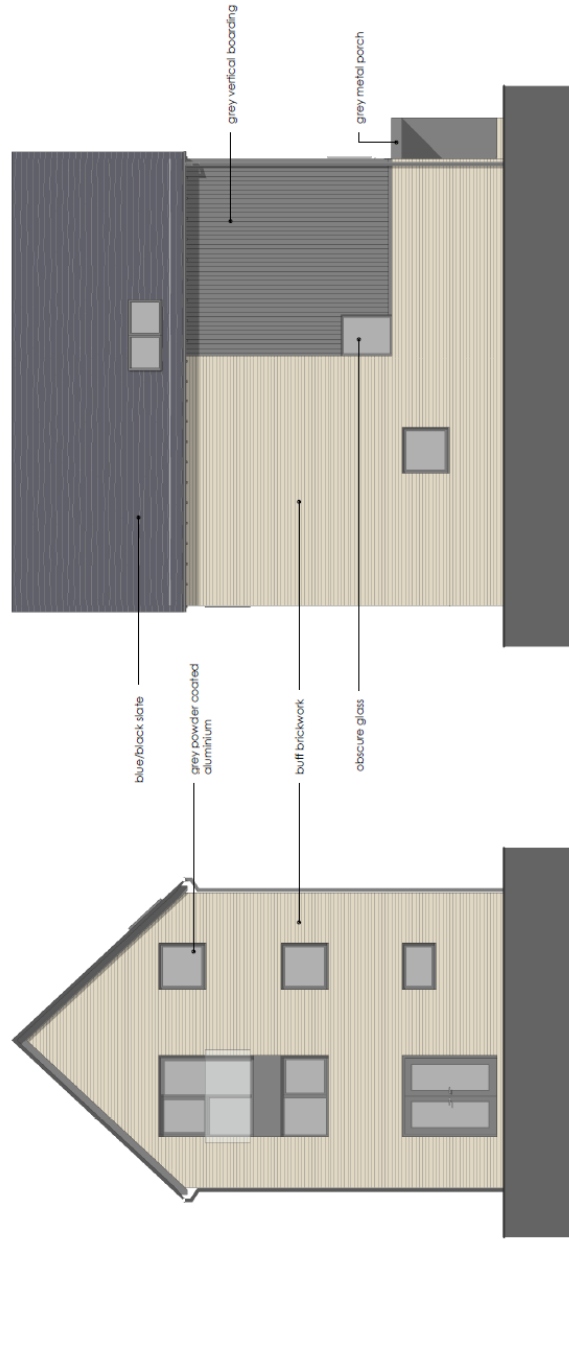 blue/black slate
grey powder coated
aluminium
buff brickwork
obscure glass
grey vertical boarding
grey metal porch